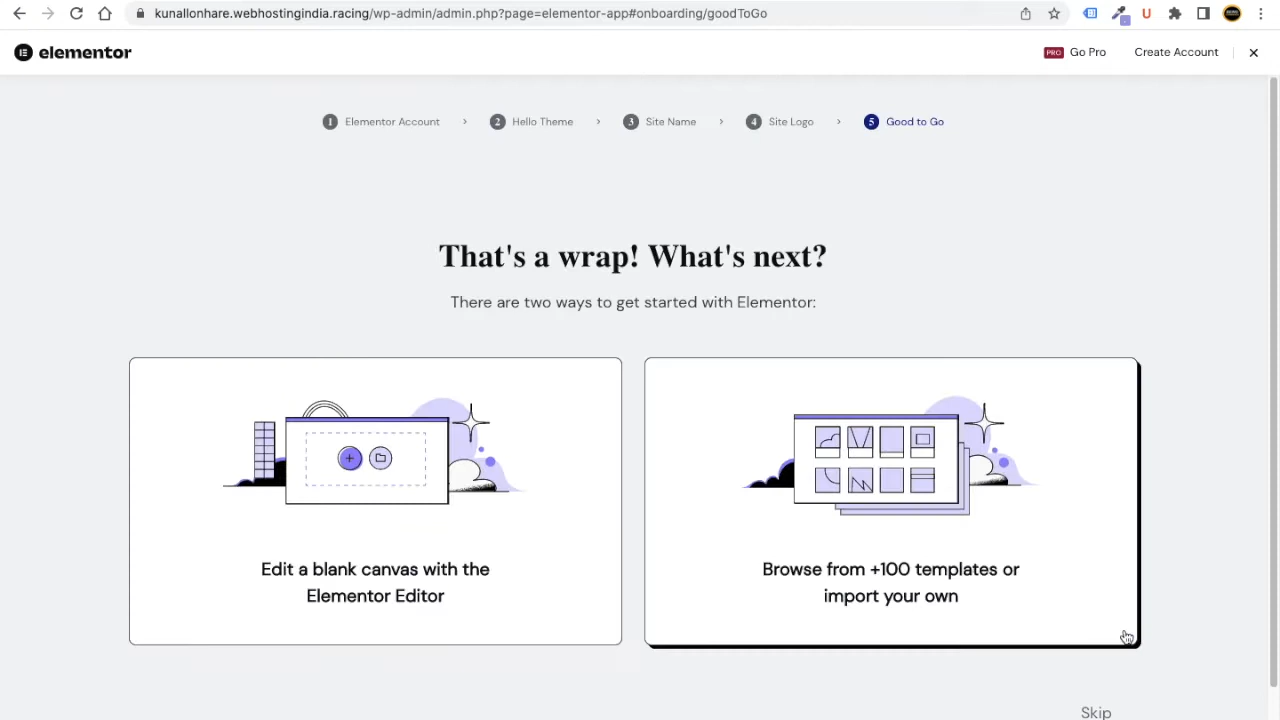 kunallonhare.webhostingindia.racing/wp-admin/admin.php?page=elementor-app#onboarding/goodToGo
elementor
PRO Go Pro Create Account
1 Elementor Account 2 Hello Theme 3 Site Name 4 Site Logo 5 Good to Go
That's a wrap! What's next?
There are two ways to get started with Elementor:
Edit a blank canvas with the
Elementor Editor
Browse from +100 templates or
import your own
Skip